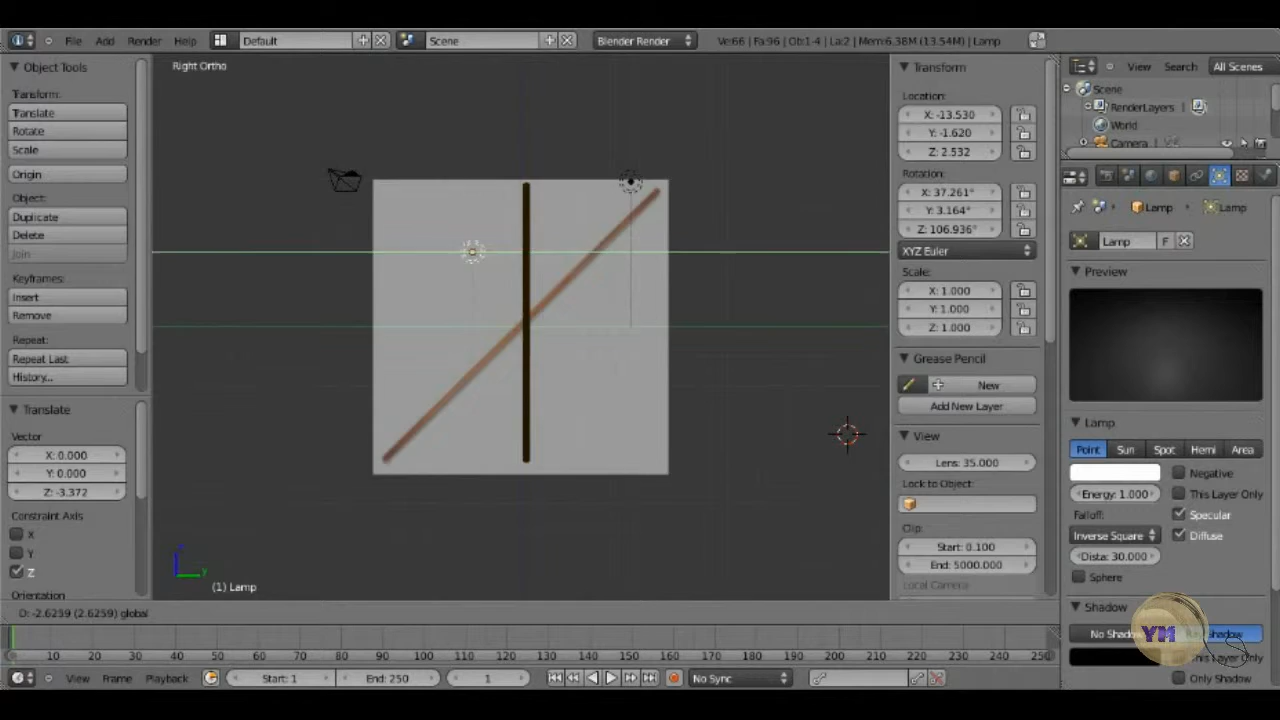 File Add Render Help Default Scene Blender Render Ve:66 | Fa:96 | Ob:1-4 | La:2 | Mem:6.38M (13.54M) | Lamp
Object Tools
Transform:
Translate
Rotate
Scale
Origin
Object:
Duplicate
Delete
Join
Keyframes:
Insert
Remove
Repeat:
Repeat Last
History...
Translate
Vector
X: 0.000
Y: 0.000
Z: -3.372
Constraint Axis
X
Y
Z
Orientation
Right Ortho
z
y
(1) Lamp
D: -2.6259 (2.6259) global
Transform
Location:
X: -13.530
Y: -1.620
Z: 2.532
Rotation:
X: 37.261°
Y: 3.164°
Z: 106.936°
XYZ Euler
Scale:
X: 1.000
Y: 1.000
Z: 1.000
Grease Pencil
New
Add New Layer
View
Lens: 35.000
Lock to Object:
Clip:
Start: 0.100
End: 5000.000
Local Camera:
View Search All Scenes
Scene
RenderLayers |
World
Camera
Lamp Lamp
Lamp F
Preview
Lamp
Point Sun Spot Hemi Area
Negative
Energy: 1.000 This Layer Only
Falloff: Specular
Inverse Square Diffuse
Dista: 30.000
Sphere
Shadow
No Shadow Shadow
This Layer Only
Only Shadow
YM
10 20 30 40 50 60 70 80 90 100 110 120 130 140 150 160 170 180 190 200 210 220 230 240 250
View Frame Playback Start: 1 End: 250 1 No Sync